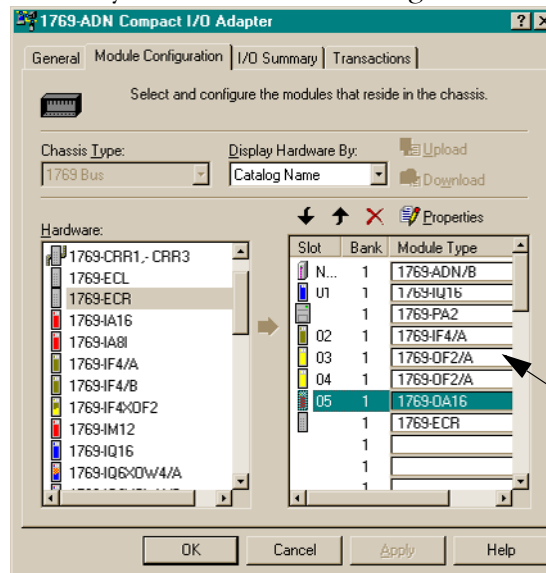 1769-ADN Compact I/O Adapter
General Module Configuration I/O Summary Transactions
Select and configure the modules that reside in the chassis.
Chassis Type: Display Hardware By: Upload
1769 Bus Catalog Name Download
Properties
Hardware:
Slot Bank Module Type
1769-CRR1,- CRR3
1769-ECL
1769-ECR
1769-IA16
1769-IA8I
1769-IF4/A
1769-IF4/B
1769-IF4XOF2
1769-IM12
1769-IQ16
1769-IQ6XOW4/A
N... 1 1769-ADN/B
01 1 1769-IQ16
1 1769-PA2
02 1 1769-IF4/A
03 1 1769-OF2/A
04 1 1769-OF2/A
05 1 1769-OA16
1 1769-ECR
1
1
1
OK Cancel Apply Help